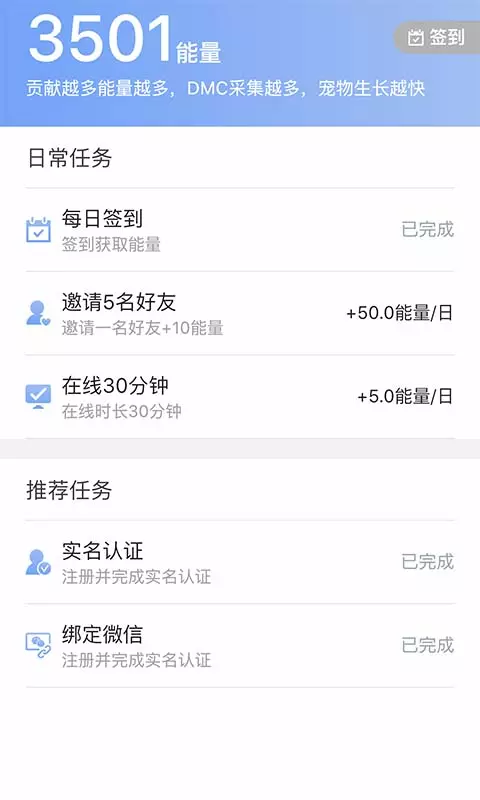 3501能量
签到
贡献越多能量越多，DMC采集越多，宠物生长越快
日常任务
每日签到
签到获取能量
已完成
邀请5名好友
邀请一名好友+10能量
+50.0能量/日
在线30分钟
在线时长30分钟
+5.0能量/日
推荐任务
实名认证
注册并完成实名认证
已完成
绑定微信
注册并完成实名认证
已完成